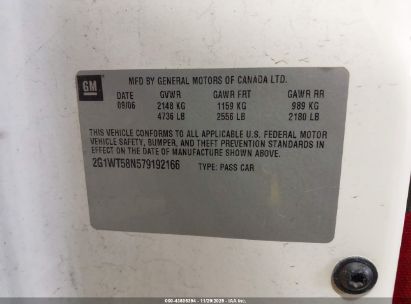 GM
MFD BY GENERAL MOTORS OF CANADA LTD.
DATE GVWR GAWR FRT GAWR RR
09/06 2148 KG 1159 KG 989 KG
4736 LB 2556 LB 2180 LB
THIS VEHICLE CONFORMS TO ALL APPLICABLE U.S. FEDERAL MOTOR
VEHICLE SAFETY, BUMPER, AND THEFT PREVENTION STANDARDS IN
EFFECT ON THE DATE OF MANUFACTURE SHOWN ABOVE.
2G1WT58N579192166 TYPE: PASS CAR